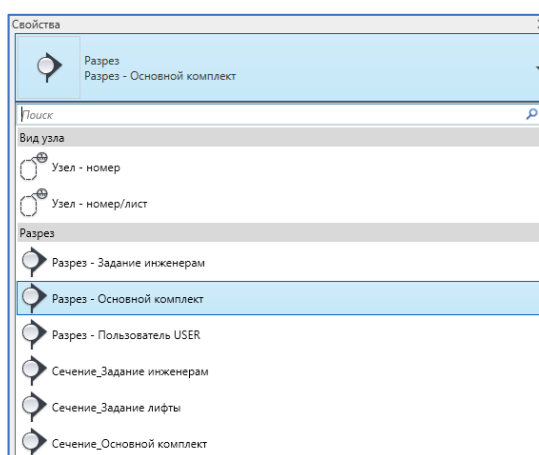 Свойства
Разрез
Разрез - Основной комплект
Поиск
Вид узла
Узел - номер
Узел - номер/лист
Разрез
Разрез - Задание инженерам
Разрез - Основной комплект
Разрез - Пользователь USER
Сечение_Задание инженерам
Сечение_Задание лифты
Сечение_Основной комплект